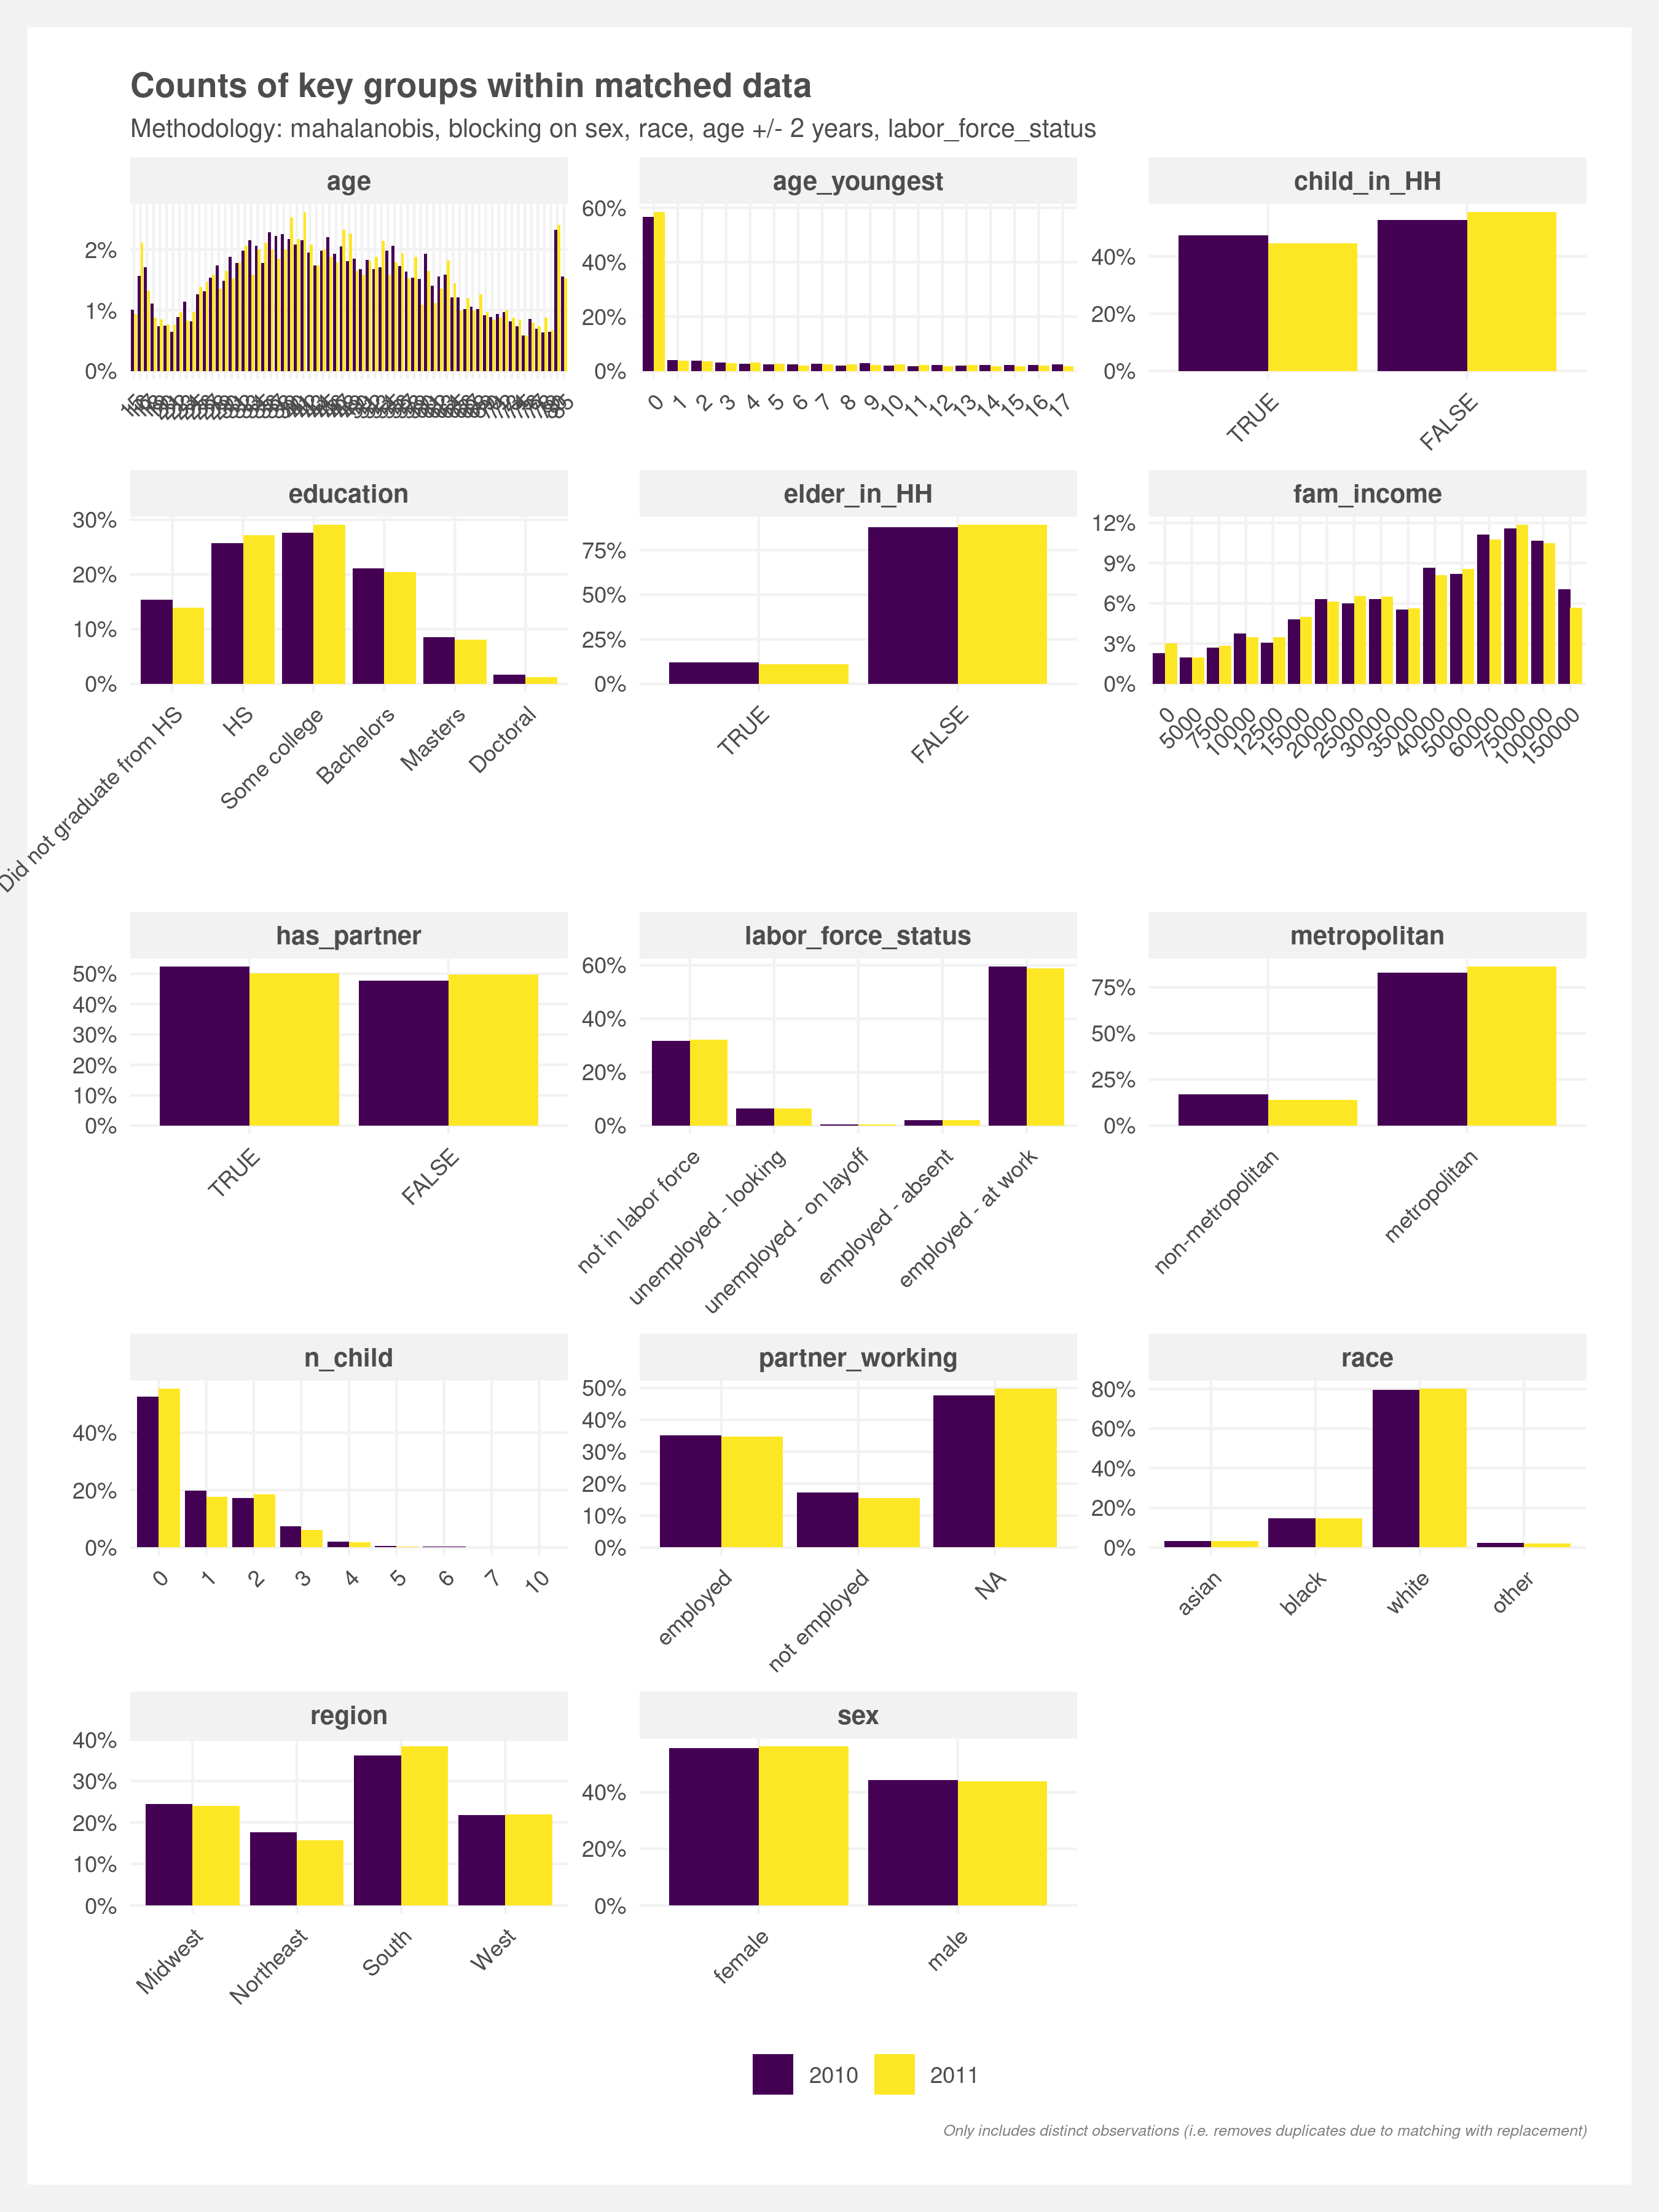 Counts of key groups within matched data
Methodology: mahalanobis, blocking on sex, race, age +/- 2 years, labor_force_status
age
age_youngest
child_in_HH
2%
1%
0%
60%
40%
20%
0%
0 1 2 3 4 5 6 7 8 9 10 11 12 13 14 15 16 17
40%
20%
0%
TRUE FALSE
education
elder_in_HH
fam_income
30%
20%
10%
0%
Did not graduate from HS HS Some college Bachelors Masters Doctoral
75%
50%
25%
0%
TRUE FALSE
12%
9%
6%
3%
0%
0 5000 7500 10000 12500 15000 20000 25000 30000 35000 40000 50000 60000 75000 100000 150000
has_partner
labor_force_status
metropolitan
50%
40%
30%
20%
10%
0%
TRUE FALSE
60%
40%
20%
0%
not in labor force unemployed - looking unemployed - on layoff employed - absent employed - at work
75%
50%
25%
0%
non-metropolitan metropolitan
n_child
partner_working
race
40%
20%
0%
0 1 2 3 4 5 6 7 10
50%
40%
30%
20%
10%
0%
employed not employed NA
80%
60%
40%
20%
0%
asian black white other
region
sex
40%
30%
20%
10%
0%
Midwest Northeast South West
40%
20%
0%
female male
2010 2011
Only includes distinct observations (i.e. removes duplicates due to matching with replacement)